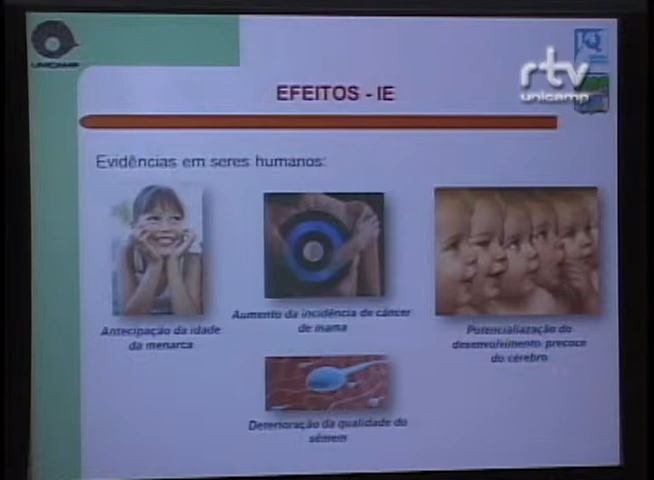 UNICAMP
rtv
unicamp
EFEITOS - IE
Evidências em seres humanos:
Antecipação da idade
da menarca
Aumento da incidência de câncer
de mama
Potencialização do
desenvolvimento precoce
do cérebro
Deterioração da qualidade do
sêmem